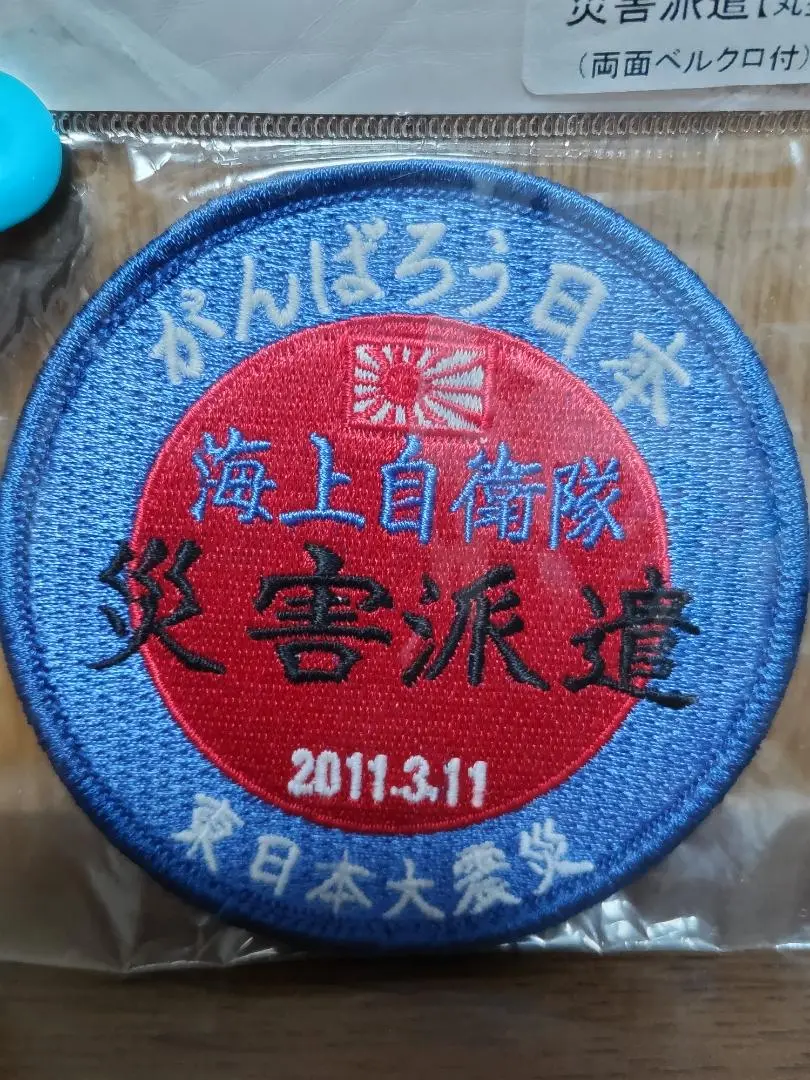 災害派遣【丸
（両面ベルクロ付）
がんばろう日本
海上自衛隊
災害派遣
2011.3.11
東日本大震災